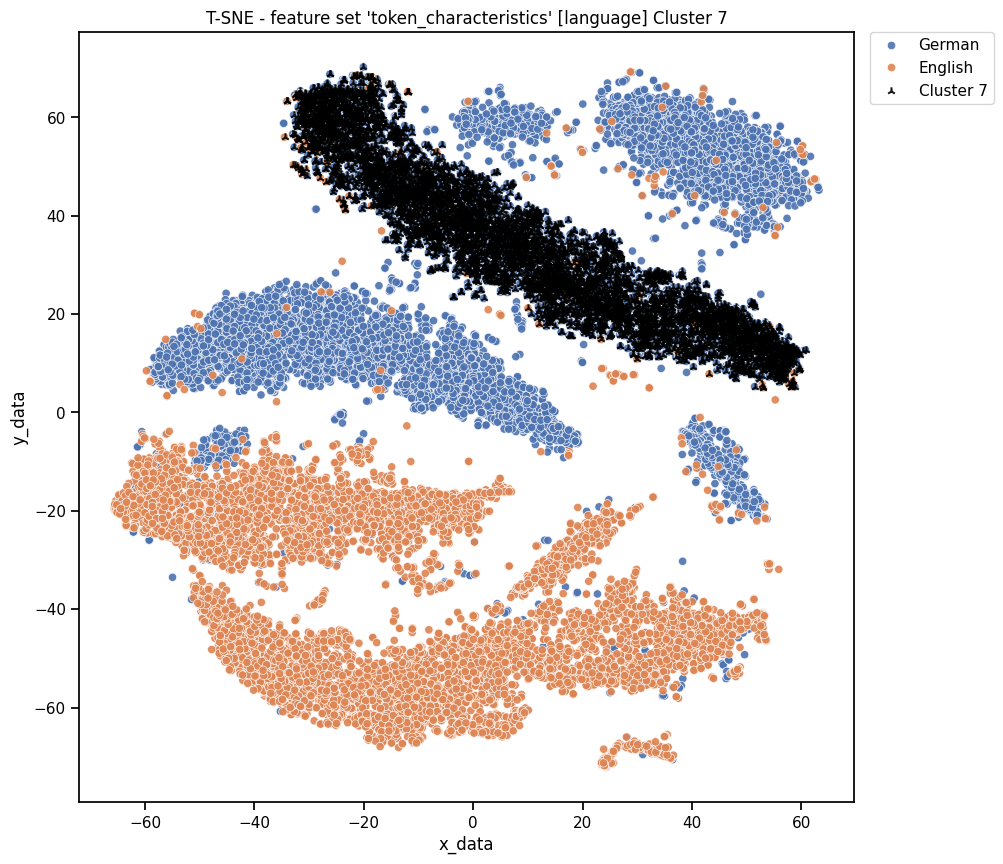 T-SNE - feature set 'token_characteristics' [language] Cluster 7
German
English
Cluster 7
60
40
20
0
−20
−40
−60
y_data
−60
−40
−20
0
20
40
60
x_data